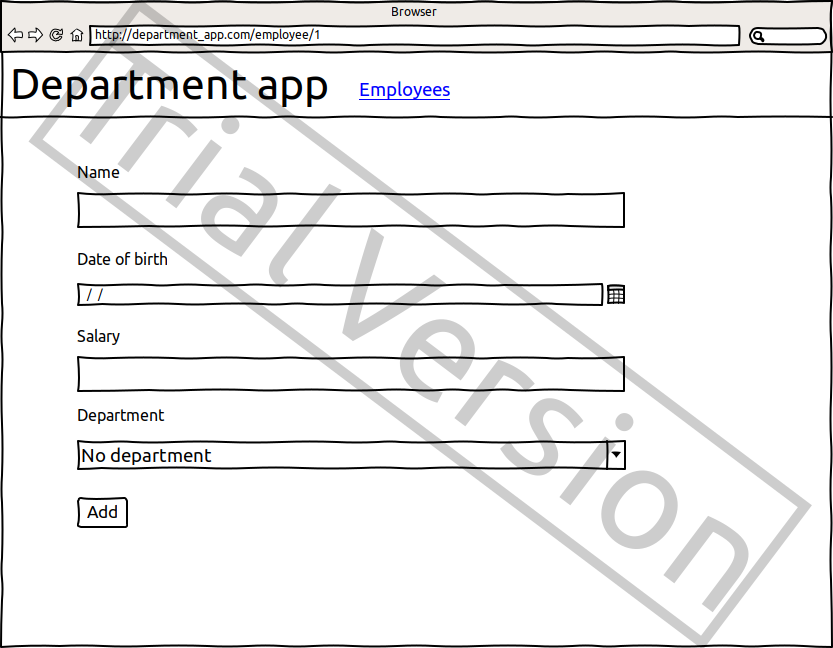 Browser
http://department_app.com/employee/1
Department app Employees
Name
Date of birth
/ /
Salary
Department
No department
Add
Trial Version